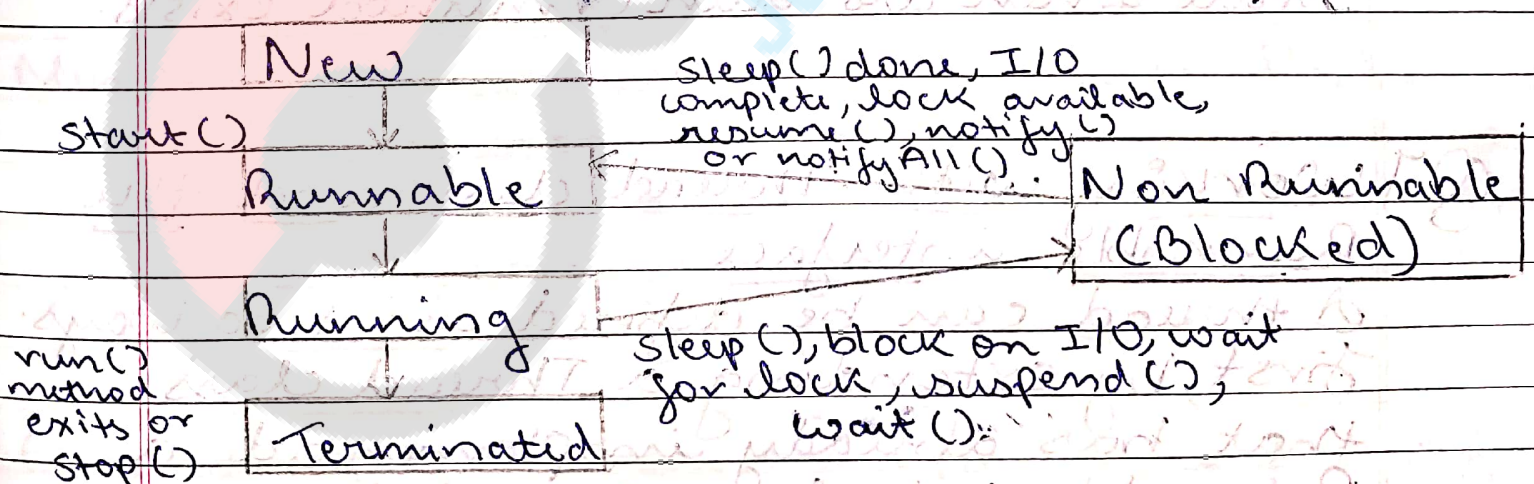 New
Start()
sleep() done, I/O
complete, lock available,
resume(), notify()
or notifyAll().
Runnable
Non Runnable
(Blocked)
Running
sleep(), block on I/O, wait
for lock, suspend(),
wait().
run()
method
exits or
stop()
Terminated